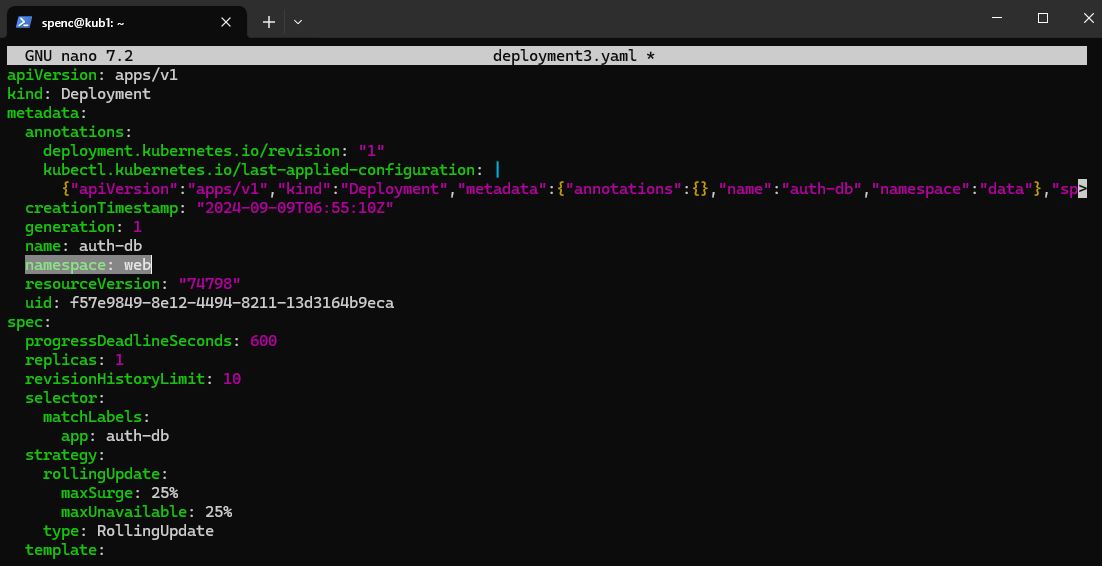 spenc@kub1: ~
GNU nano 7.2 deployment3.yaml *
apiVersion: apps/v1
kind: Deployment
metadata:
  annotations:
    deployment.kubernetes.io/revision: "1"
    kubectl.kubernetes.io/last-applied-configuration: |
      {"apiVersion":"apps/v1","kind":"Deployment","metadata":{"annotations":{},"name":"auth-db","namespace":"data"},"sp>
  creationTimestamp: "2024-09-09T06:55:10Z"
  generation: 1
  name: auth-db
  namespace: web
  resourceVersion: "74798"
  uid: f57e9849-8e12-4494-8211-13d3164b9eca
spec:
  progressDeadlineSeconds: 600
  replicas: 1
  revisionHistoryLimit: 10
  selector:
    matchLabels:
      app: auth-db
  strategy:
    rollingUpdate:
      maxSurge: 25%
      maxUnavailable: 25%
    type: RollingUpdate
  template: